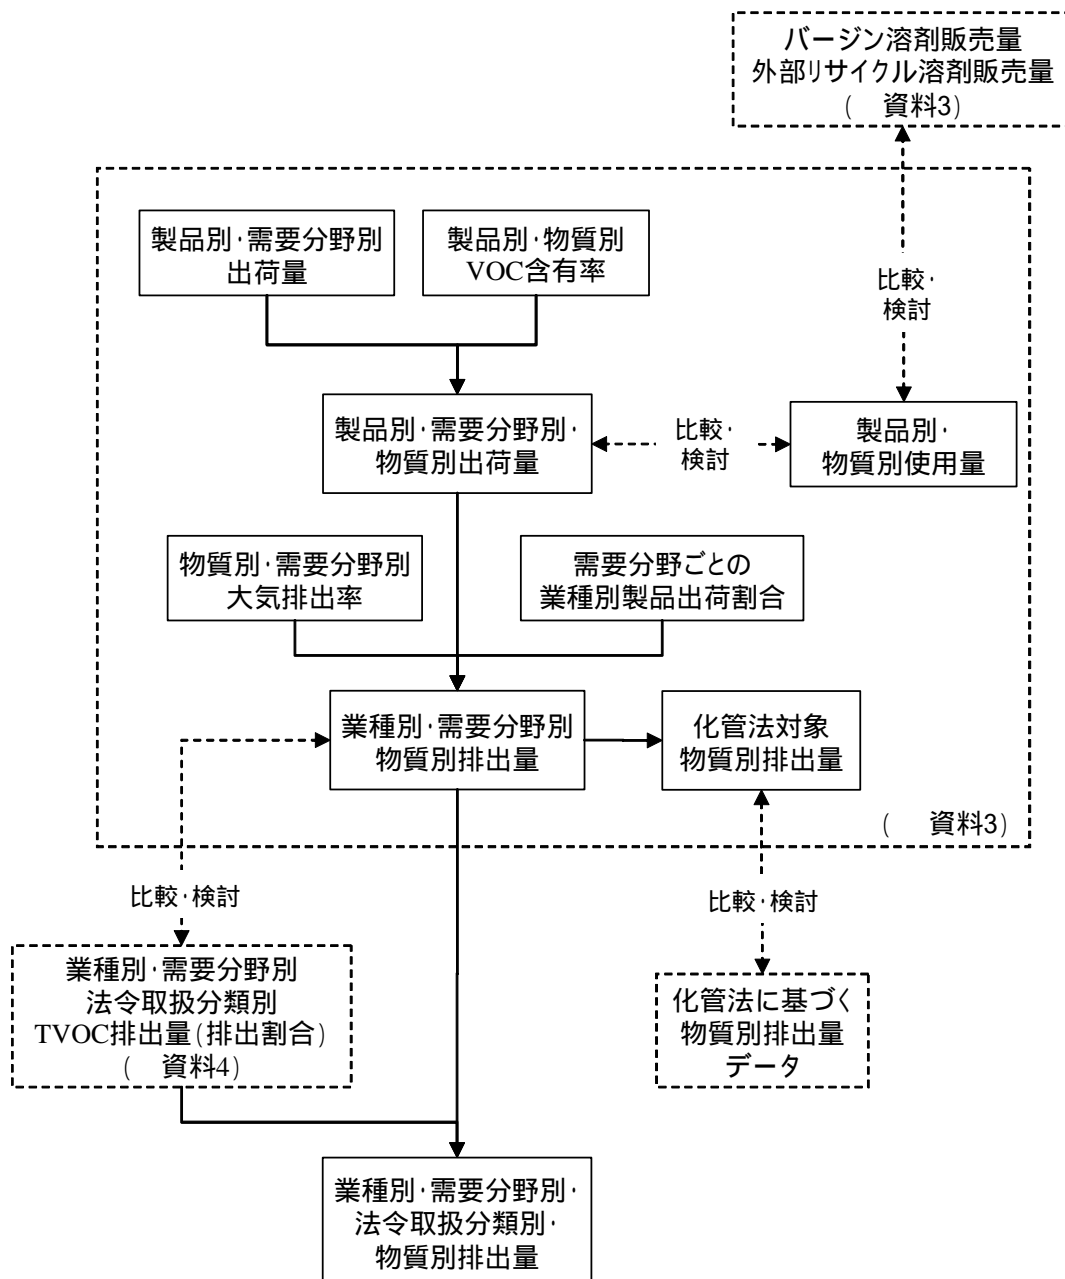 バージン溶剤販売量
外部リサイクル溶剤販売量
(　資料3)
製品別・需要分野別
出荷量
製品別・物質別
VOC含有率
比較・
検討
製品別・需要分野別・
物質別出荷量
比較・
検討
製品別・
物質別使用量
物質別・需要分野別
大気排出率
需要分野ごとの
業種別製品出荷割合
業種別・需要分野別
物質別排出量
化管法対象
物質別排出量
(　資料3)
比較・検討
比較・検討
業種別・需要分野別
法令取扱分類別
TVOC排出量(排出割合)
(　資料4)
化管法に基づく
物質別排出量
データ
業種別・需要分野別・
法令取扱分類別・
物質別排出量